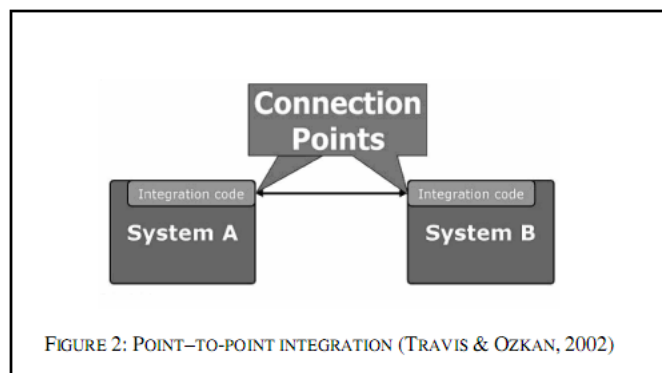 Connection
Points
Integration code
Integration code
System A
System B
FIGURE 2: POINT–TO-POINT INTEGRATION (TRAVIS & OZKAN, 2002)